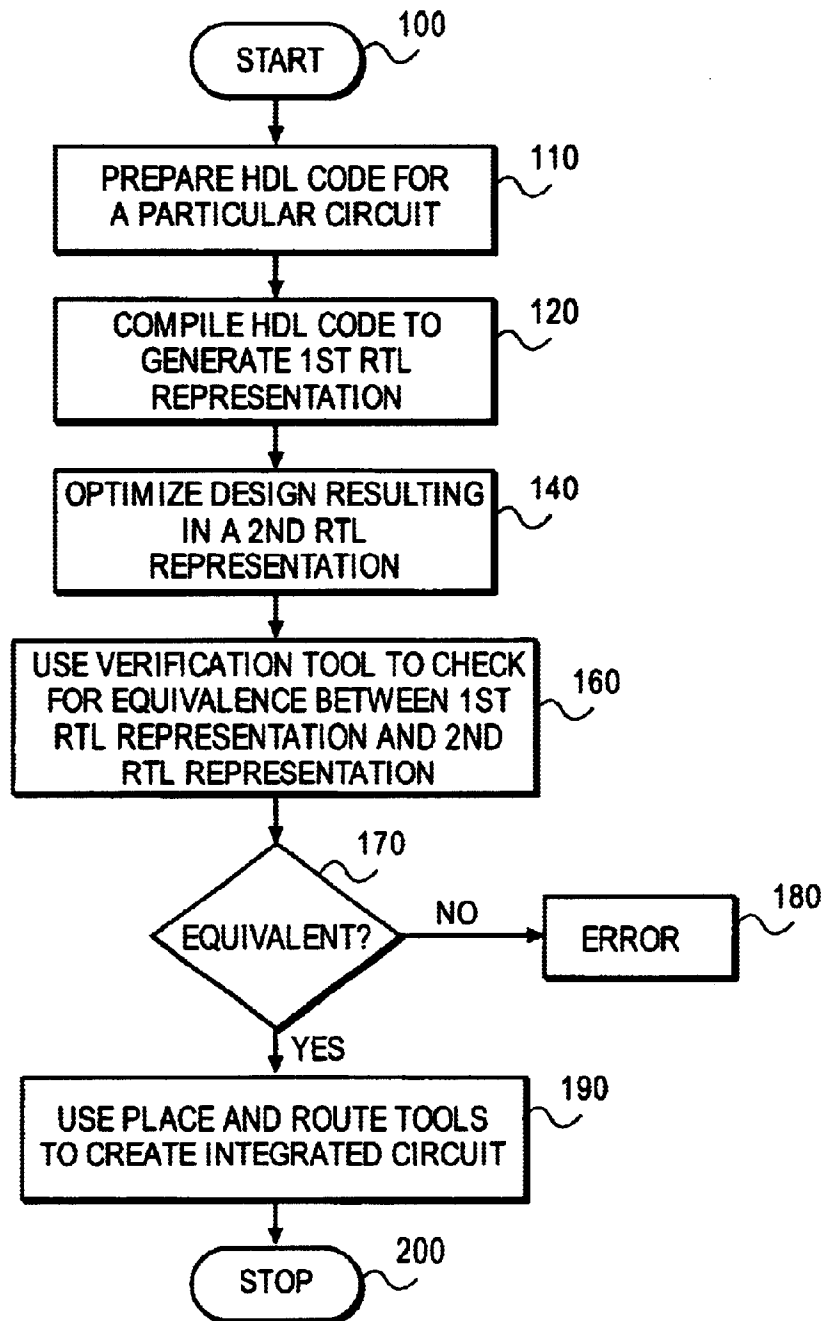 START
100
PREPARE HDL CODE FOR
A PARTICULAR CIRCUIT
110
COMPILE HDL CODE TO
GENERATE 1ST RTL
REPRESENTATION
120
OPTIMIZE DESIGN RESULTING
IN A 2ND RTL
REPRESENTATION
140
USE VERIFICATION TOOL TO CHECK
FOR EQUIVALENCE BETWEEN 1ST
RTL REPRESENTATION AND 2ND
RTL REPRESENTATION
160
EQUIVALENT?
170
NO
ERROR
180
YES
USE PLACE AND ROUTE TOOLS
TO CREATE INTEGRATED CIRCUIT
190
STOP
200